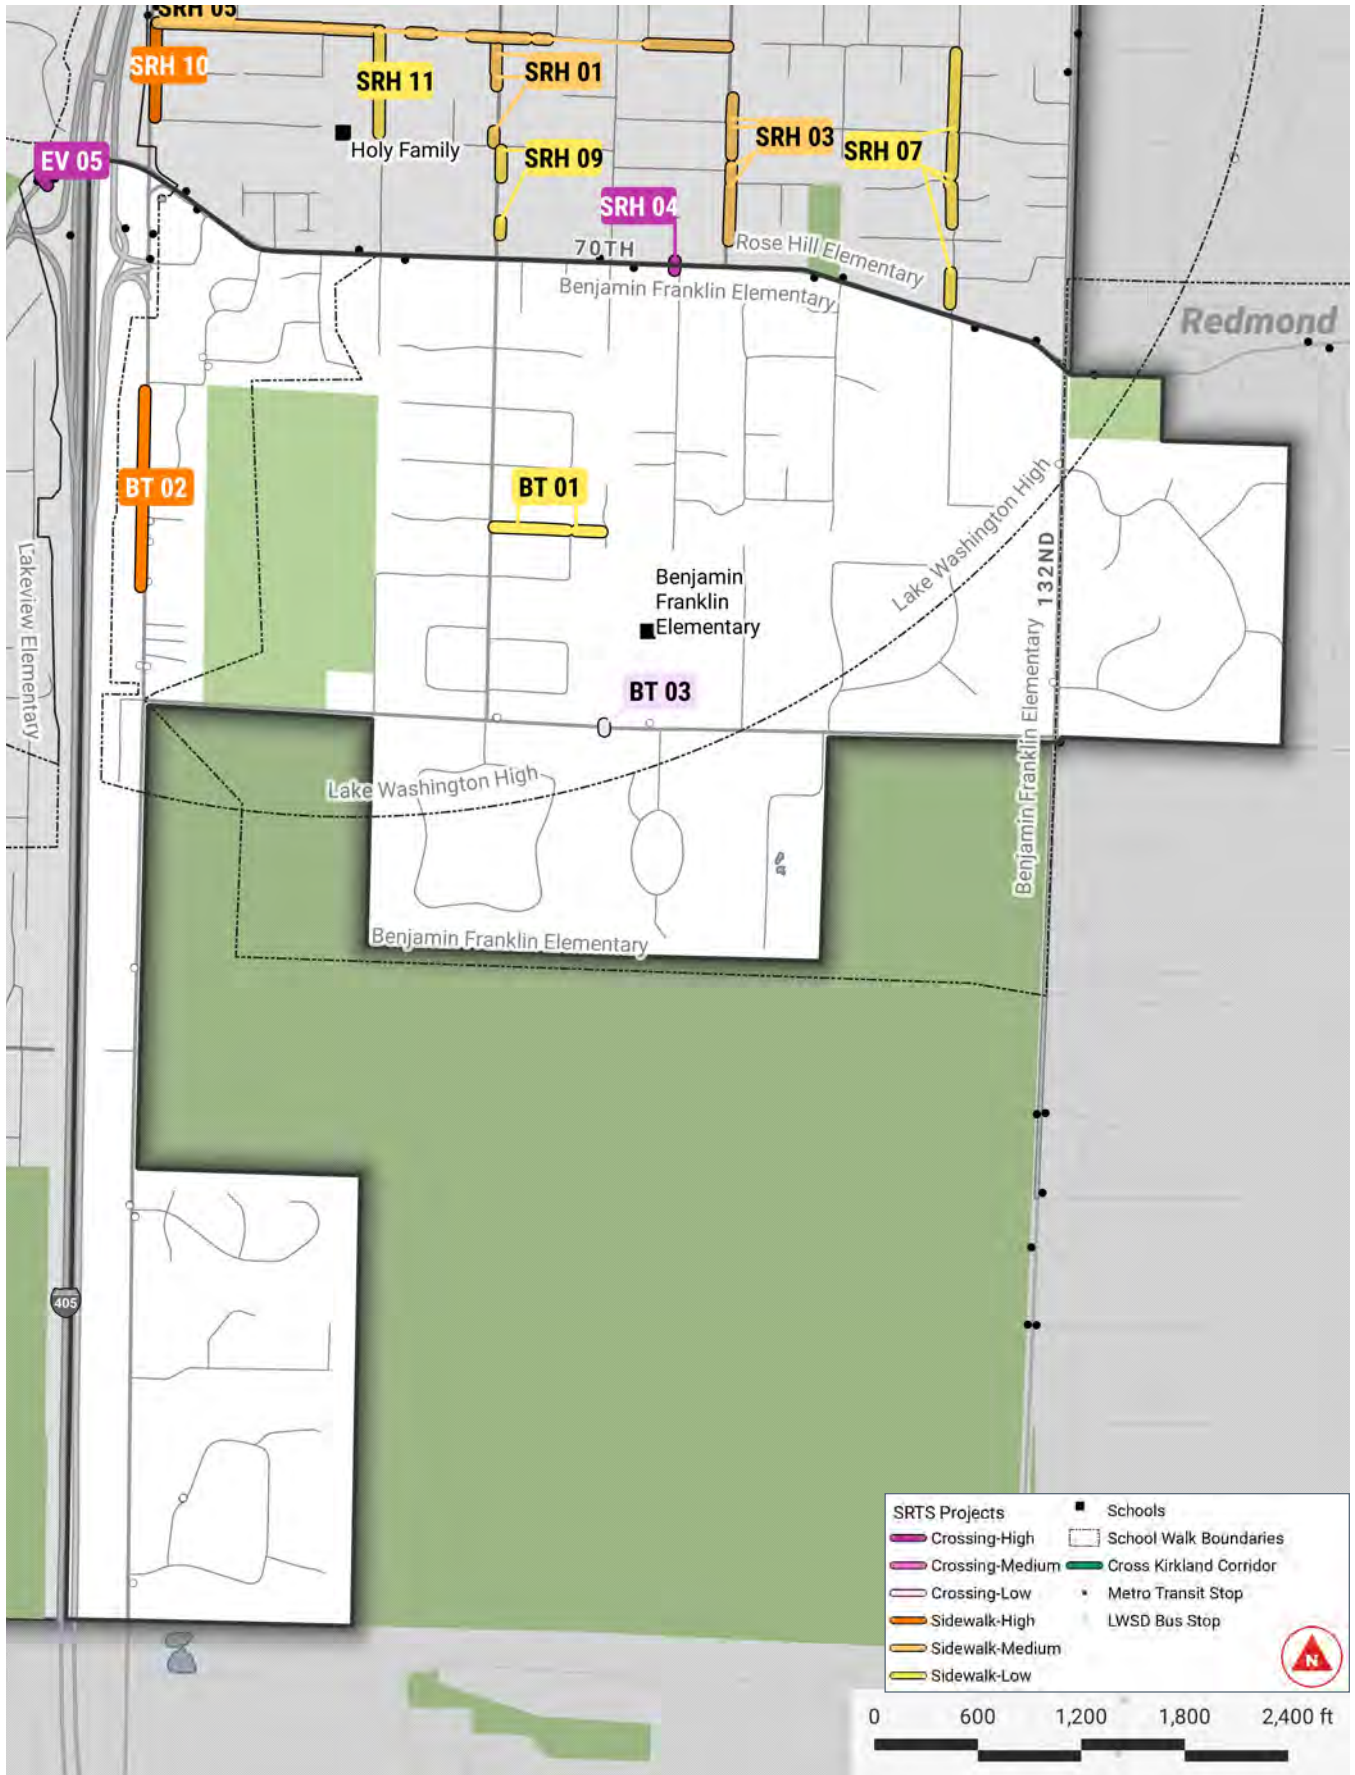 SRH 05
SRH 10
SRH 11
SRH 01
Holy Family
SRH 03
SRH 07
SRH 09
EV 05
SRH 04
70TH
Rose Hill Elementary
Benjamin Franklin Elementary
Redmond
BT 02
BT 01
Lake Washington High
132ND
Lakeview Elementary
Benjamin
Franklin
Elementary
BT 03
Benjamin Franklin Elementary
Lake Washington High
Benjamin Franklin Elementary
405
SRTS Projects
Crossing-High
Crossing-Medium
Crossing-Low
Sidewalk-High
Sidewalk-Medium
Sidewalk-Low
Schools
School Walk Boundaries
Cross Kirkland Corridor
Metro Transit Stop
LWSD Bus Stop
N
0 600 1,200 1,800 2,400 ft